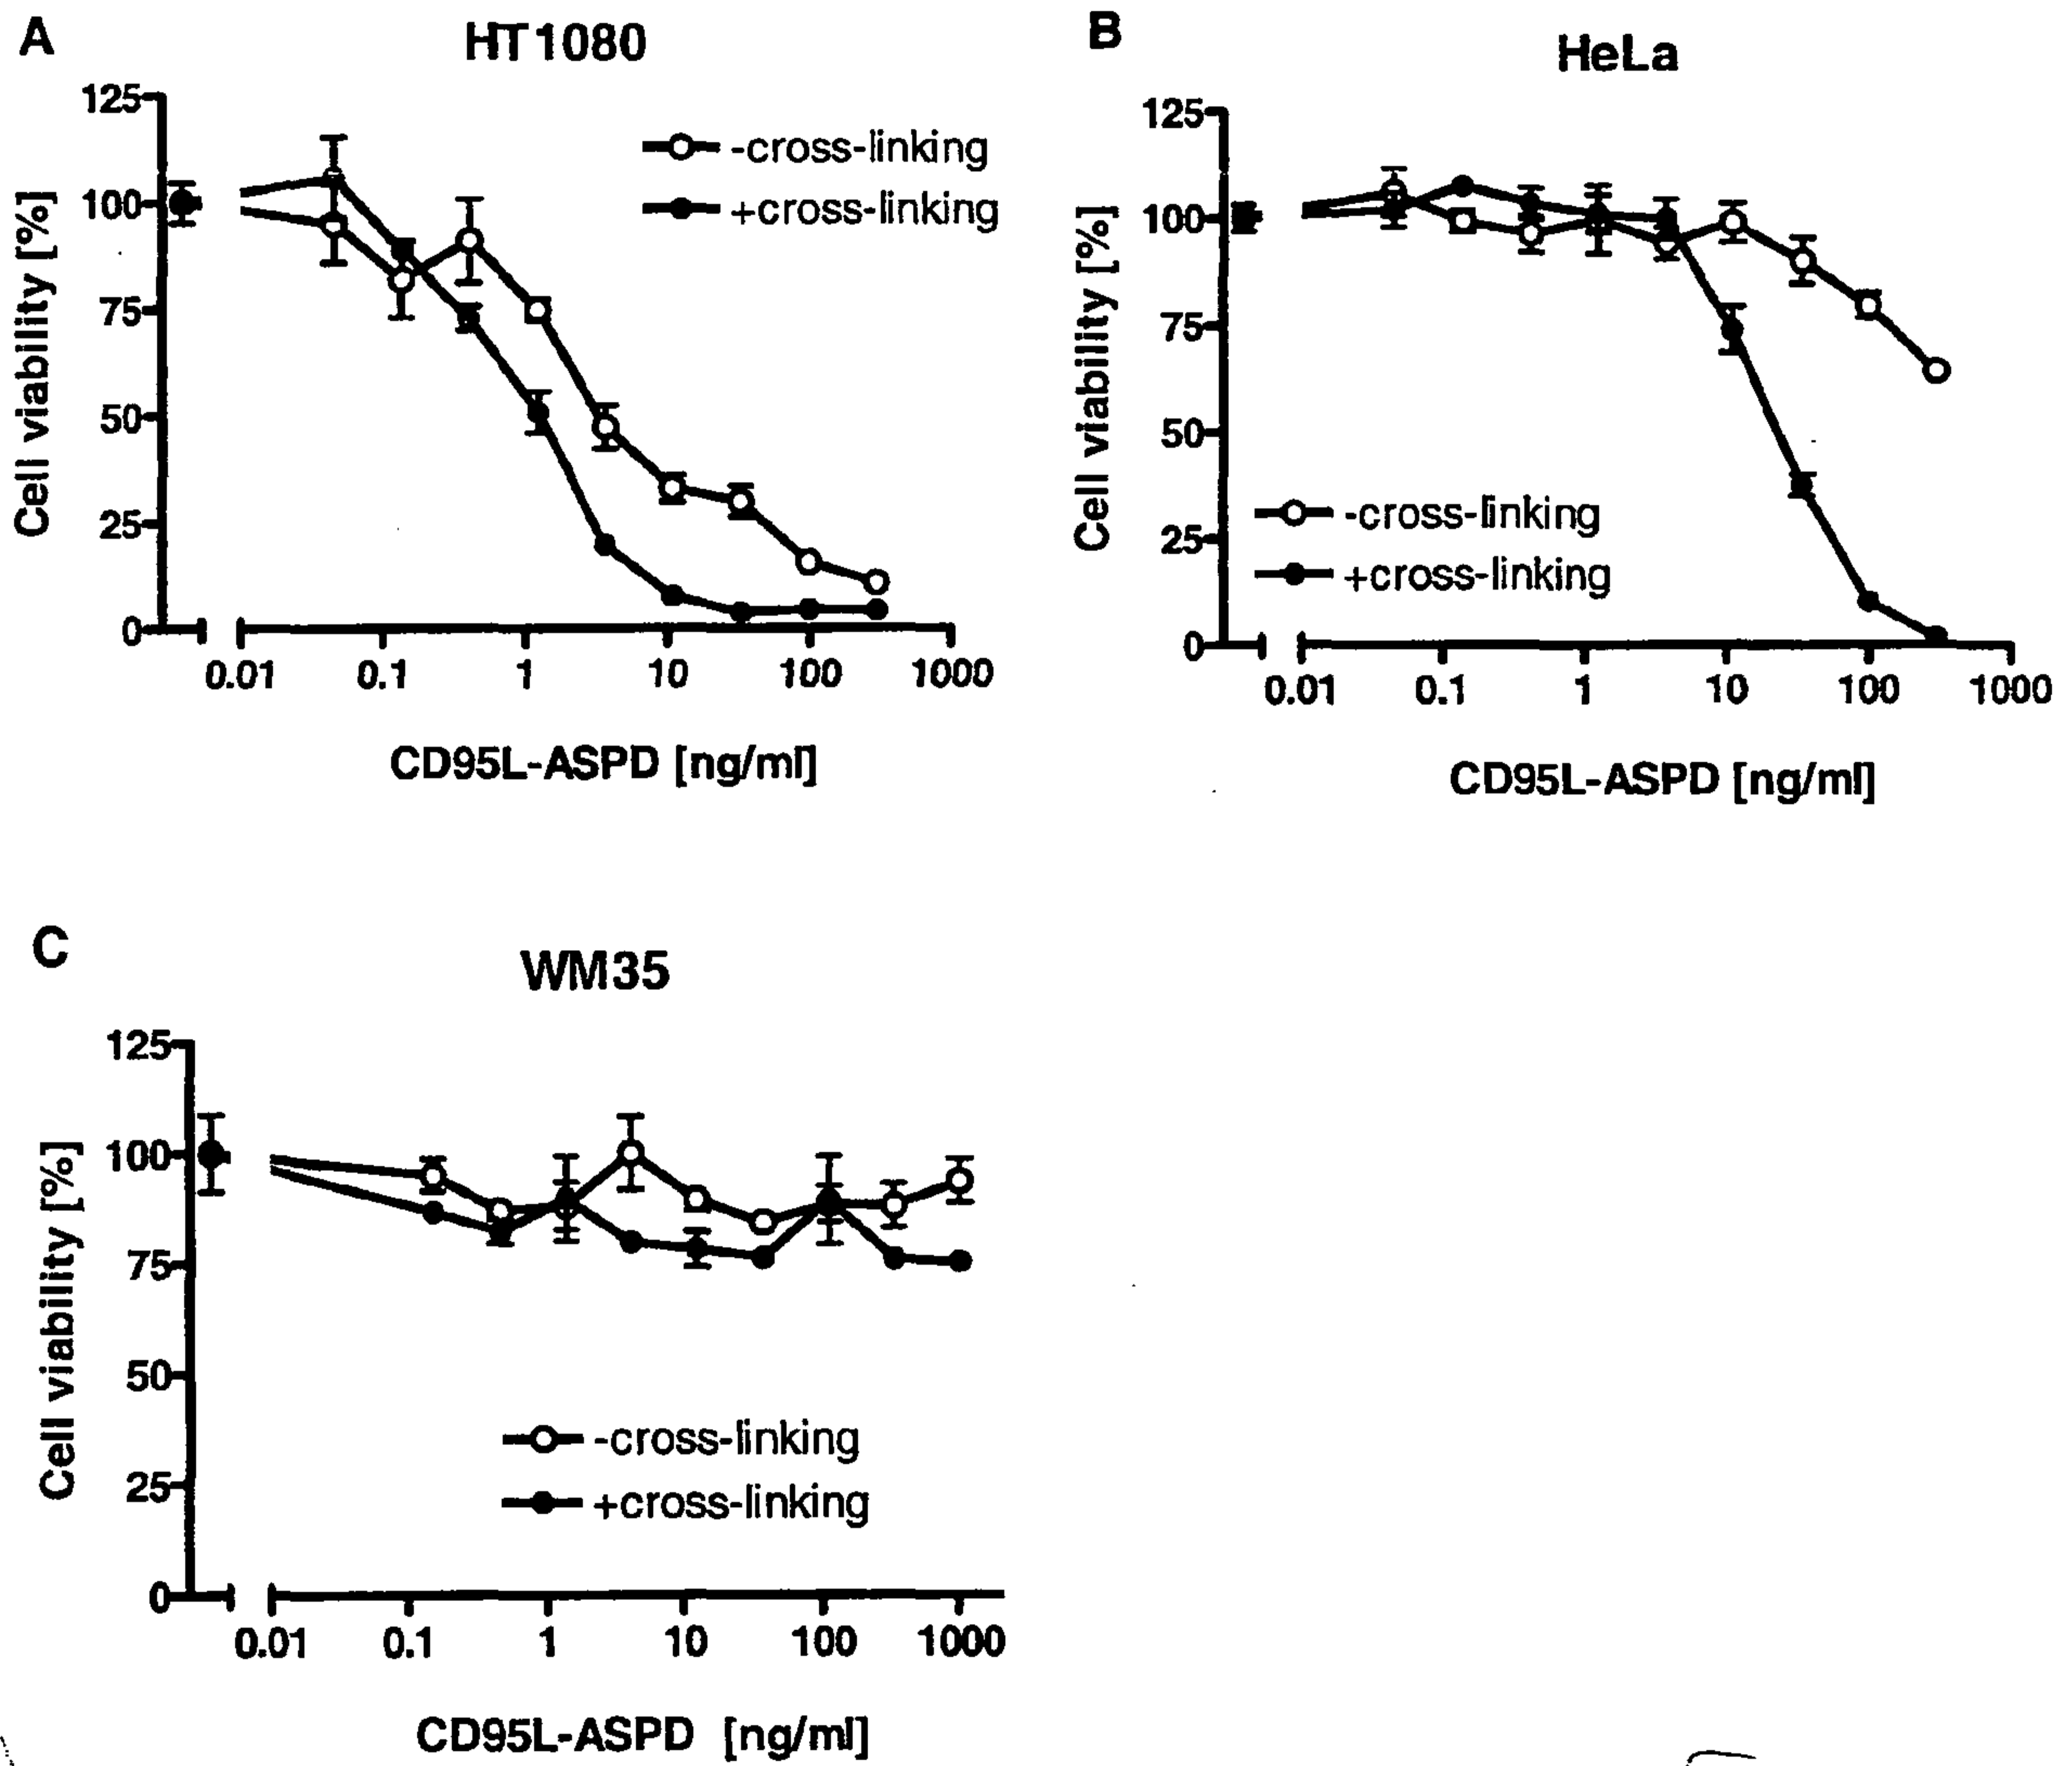 A
HT1080
125
100
75
50
25
0
Cell viability [%]
-cross-linking
+cross-linking
0.01 0.1 1 10 100 1000
CD95L-ASPD [ng/ml]
B
HeLa
125
100
75
50
25
0
Cell viability [%]
-cross-linking
+cross-linking
0.01 0.1 1 10 100 1000
CD95L-ASPD [ng/ml]
C
WM35
125
100
75
50
25
0
Cell viability [%]
-cross-linking
+cross-linking
0.01 0.1 1 10 100 1000
CD95L-ASPD [ng/ml]